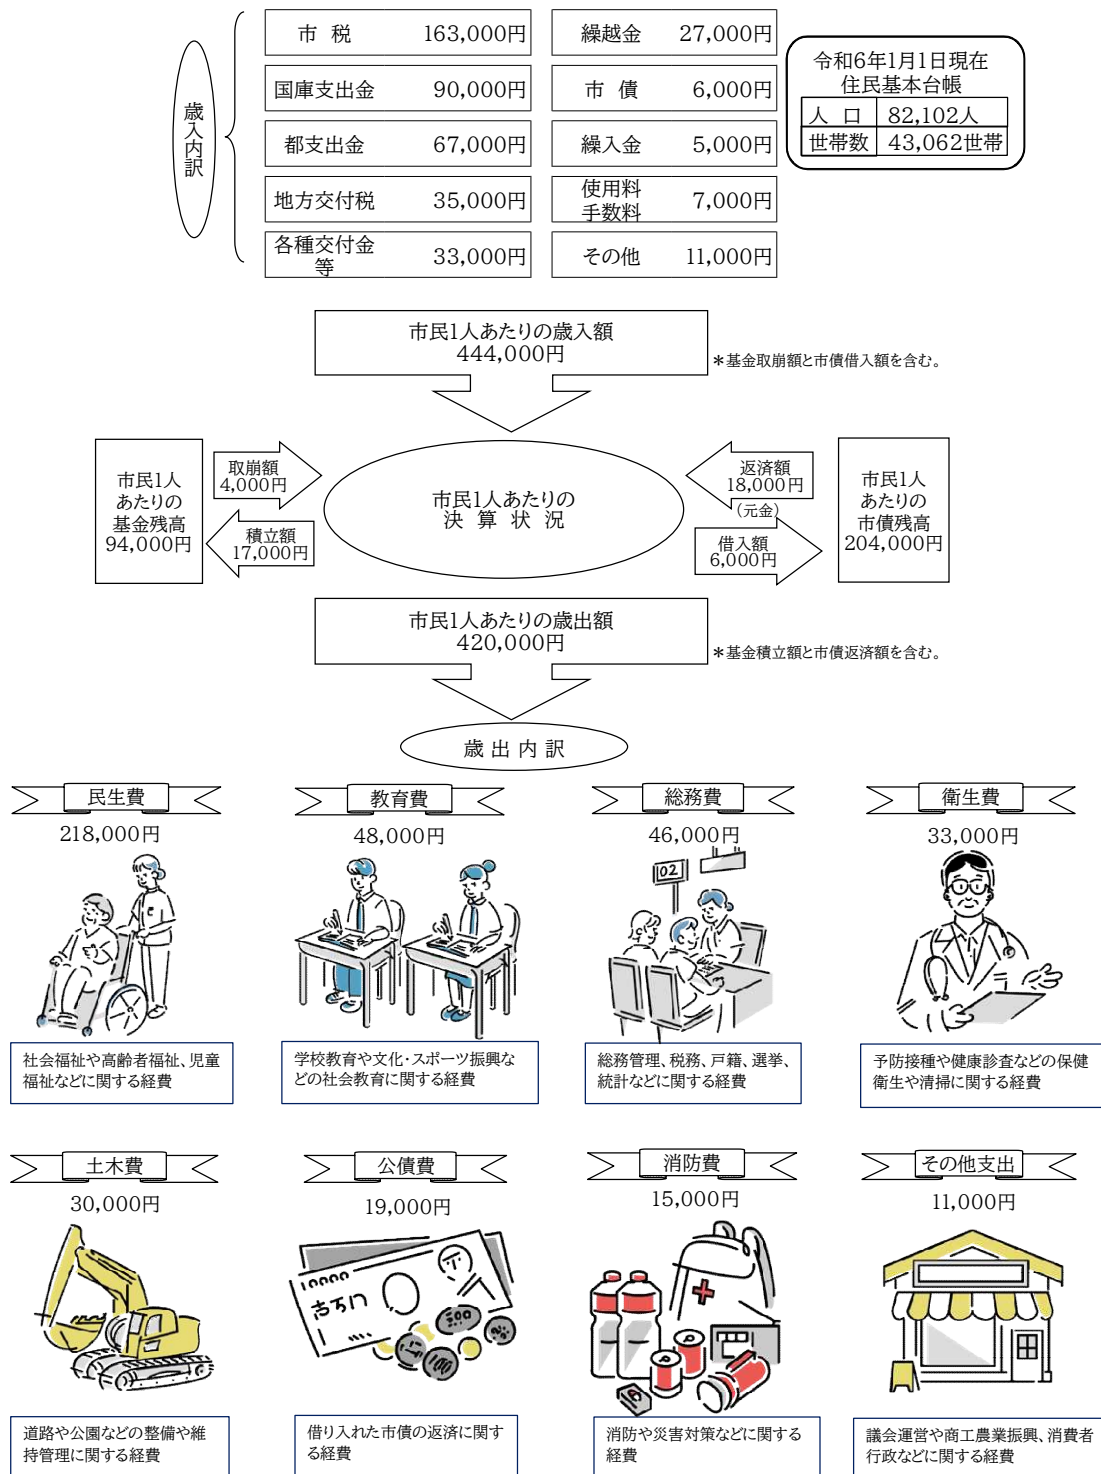 歳入内訳
市税 163,000円
国庫支出金 90,000円
都支出金 67,000円
地方交付税 35,000円
各種交付金
等 33,000円
繰越金 27,000円
市債 6,000円
繰入金 5,000円
使用料
手数料 7,000円
その他 11,000円
令和6年1月1日現在
住民基本台帳
人口 82,102人
世帯数 43,062世帯
市民1人あたりの歳入額
444,000円
*基金取崩額と市債借入額を含む。
市民1人
あたりの
基金残高
94,000円
取崩額
4,000円
積立額
17,000円
市民1人あたりの
決算状況
返済額
18,000円
(元金)
借入額
6,000円
市民1人
あたりの
市債残高
204,000円
市民1人あたりの歳出額
420,000円
*基金積立額と市債返済額を含む。
歳出内訳
民生費
218,000円
社会福祉や高齢者福祉、児童
福祉などに関する経費
教育費
48,000円
学校教育や文化・スポーツ振興な
どの社会教育に関する経費
総務費
46,000円
02
総務管理、税務、戸籍、選挙、
統計などに関する経費
衛生費
33,000円
予防接種や健康診査などの保健
衛生や清掃に関する経費
土木費
30,000円
道路や公園などの整備や維
持管理に関する経費
公債費
19,000円
10000
500
100
借り入れた市債の返済に関す
る経費
消防費
15,000円
消防や災害対策などに関する
経費
その他支出
11,000円
議会運営や商工農業振興、消費者
行政などに関する経費